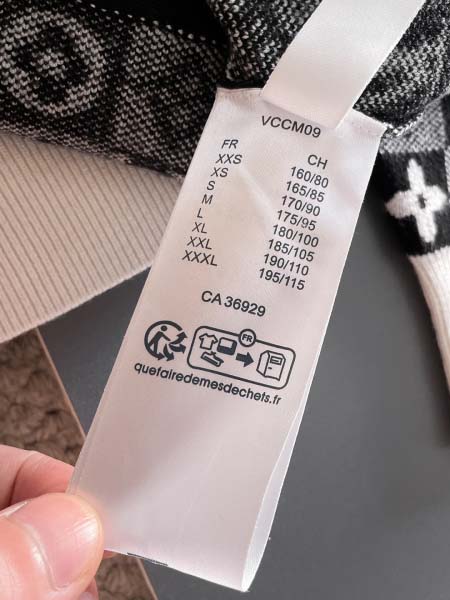 VCCM09
FR CH
XXS 160/80
XS 165/85
S 170/90
M 175/95
L 180/100
XL 185/105
XXL 190/110
XXXL 195/115
CA 36929
FR
quefairedemesdechets.fr